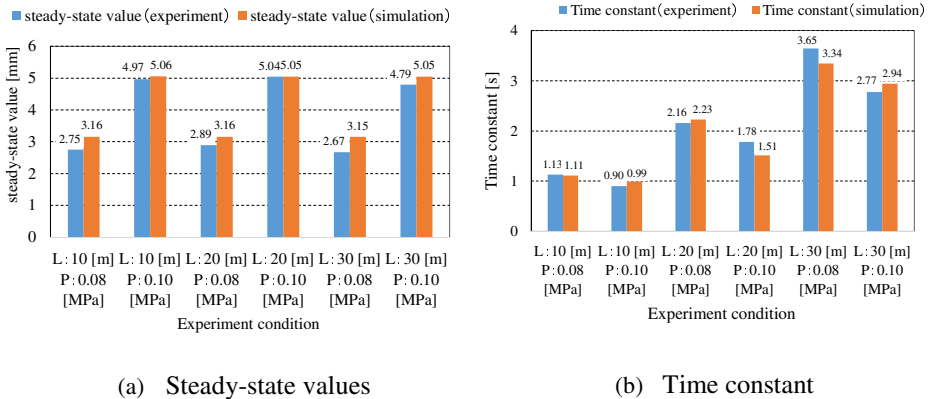 steady-state value(experiment) steady-state value(simulation)
6
5
4
3
2
1
0
steady-state value [mm]
2.75 3.16
4.97 5.06
2.89 3.16
5.04 5.05
2.67 3.15
4.79 5.05
L:10 [m] L:10 [m] L:20 [m] L:20 [m] L:30 [m] L:30 [m]
P:0.08 P:0.10 P:0.08 P:0.10 P:0.08 P:0.10
[MPa] [MPa] [MPa] [MPa] [MPa] [MPa]
Experiment condition
(a) Steady-state values
Time constant(experiment) Time constant(simulation)
4
3
2
1
0
Time constant [s]
1.13 1.11
0.90 0.99
2.16 2.23
1.78 1.51
3.65 3.34
2.77 2.94
L:10 [m] L:10 [m] L:20 [m] L:20 [m] L:30 [m] L:30 [m]
P:0.08 P:0.10 P:0.08 P:0.10 P:0.08 P:0.10
[MPa] [MPa] [MPa] [MPa] [MPa] [MPa]
Experiment condition
(b) Time constant